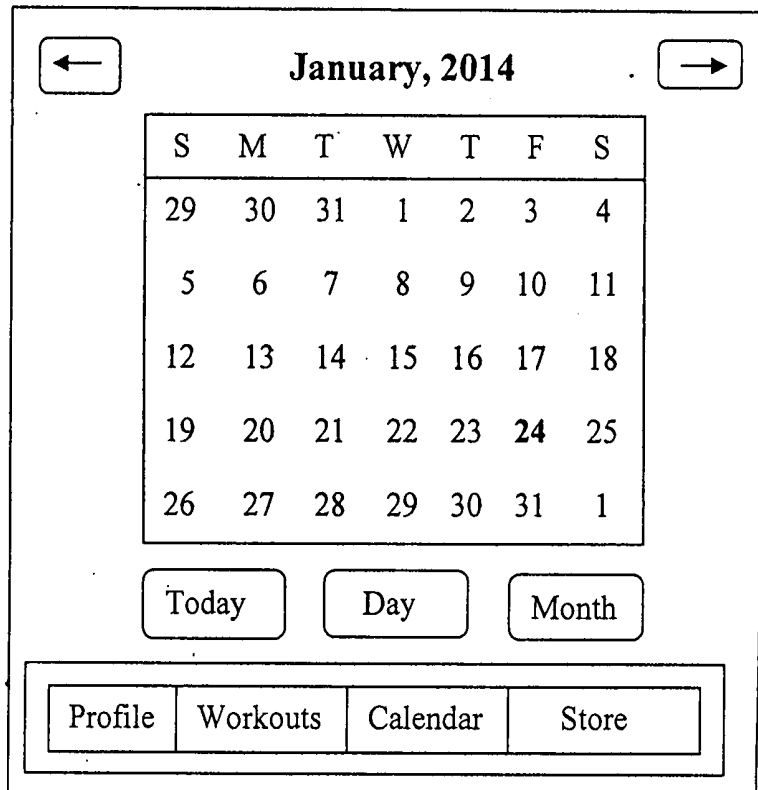 ← January, 2014 →
S M T W T F S
29 30 31 1 2 3 4
5 6 7 8 9 10 11
12 13 14 15 16 17 18
19 20 21 22 23 24 25
26 27 28 29 30 31 1
Today Day Month
Profile Workouts Calendar Store